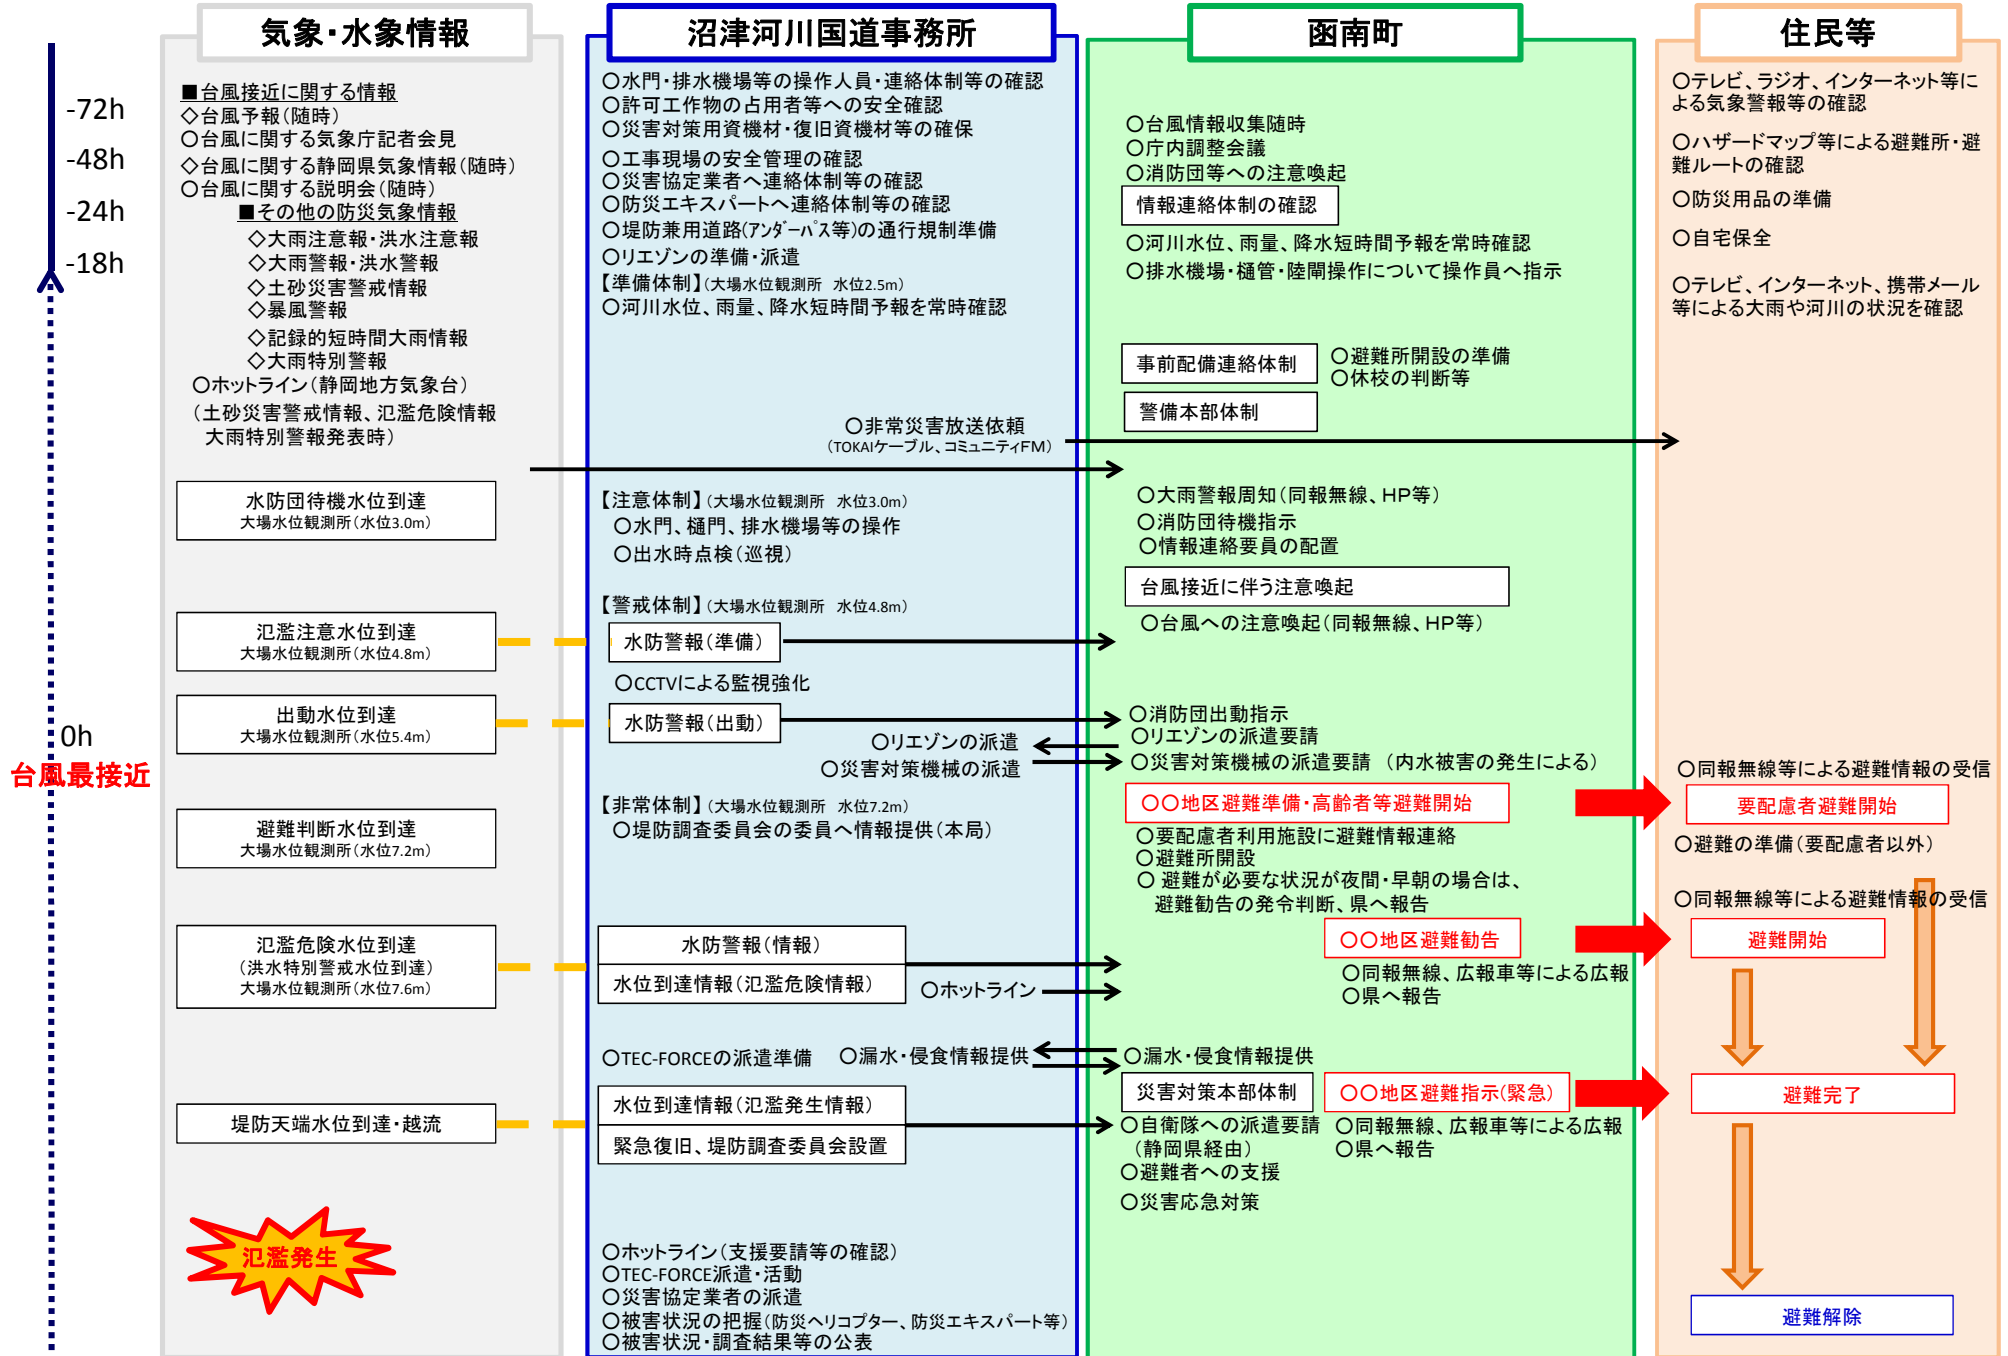 -72h
-48h
-24h
-18h
0h
台風最接近
気象・水象情報
■台風接近に関する情報
◇台風予報(随時)
○台風に関する気象庁記者会見
◇台風に関する静岡県気象情報(随時)
○台風に関する説明会(随時)
■その他の防災気象情報
◇大雨注意報・洪水注意報
◇大雨警報・洪水警報
◇土砂災害警戒情報
◇暴風警報
◇記録的短時間大雨情報
◇大雨特別警報
○ホットライン(静岡地方気象台)
(土砂災害警戒情報、氾濫危険情報
大雨特別警報発表時)
水防団待機水位到達
大場水位観測所(水位3.0m)
氾濫注意水位到達
大場水位観測所(水位4.8m)
出動水位到達
大場水位観測所(水位5.4m)
避難判断水位到達
大場水位観測所(水位7.2m)
氾濫危険水位到達
(洪水特別警戒水位到達)
大場水位観測所(水位7.6m)
堤防天端水位到達・越流
氾濫発生
沼津河川国道事務所
○水門・排水機場等の操作人員・連絡体制等の確認
○許可工作物の占用者等への安全確認
○災害対策用資機材・復旧資機材等の確保
○工事現場の安全管理の確認
○災害協定業者へ連絡体制等の確認
○防災エキスパートへ連絡体制等の確認
○堤防兼用道路(アンダーパス等)の通行規制準備
○リエゾンの準備・派遣
【準備体制】(大場水位観測所 水位2.5m)
○河川水位、雨量、降水短時間予報を常時確認
○非常災害放送依頼
(TOKAIケーブル、コミュニティFM)
【注意体制】(大場水位観測所 水位3.0m)
○水門、樋門、排水機場等の操作
○出水時点検(巡視)
【警戒体制】(大場水位観測所 水位4.8m)
水防警報(準備)
○CCTVによる監視強化
水防警報(出動)
○リエゾンの派遣
○災害対策機械の派遣
【非常体制】(大場水位観測所 水位7.2m)
○堤防調査委員会の委員へ情報提供(本局)
水防警報(情報)
水位到達情報(氾濫危険情報)
○ホットライン
○TEC-FORCEの派遣準備 ○漏水・侵食情報提供
水位到達情報(氾濫発生情報)
緊急復旧、堤防調査委員会設置
○ホットライン(支援要請等の確認)
○TEC-FORCE派遣・活動
○災害協定業者の派遣
○被害状況の把握(防災ヘリコプター、防災エキスパート等)
○被害状況・調査結果等の公表
函南町
○台風情報収集随時
○庁内調整会議
○消防団等への注意喚起
情報連絡体制の確認
○河川水位、雨量、降水短時間予報を常時確認
○排水機場・樋管・陸閘操作について操作員へ指示
事前配備連絡体制
○避難所開設の準備
○休校の判断等
警備本部体制
○大雨警報周知(同報無線、HP等)
○消防団待機指示
○情報連絡要員の配置
台風接近に伴う注意喚起
○台風への注意喚起(同報無線、HP等)
○消防団出動指示
○リエゾンの派遣要請
○災害対策機械の派遣要請 (内水被害の発生による)
○○地区避難準備・高齢者等避難開始
○要配慮者利用施設に避難情報連絡
○避難所開設
○ 避難が必要な状況が夜間・早朝の場合は、
避難勧告の発令判断、県へ報告
○○地区避難勧告
○同報無線、広報車等による広報
○県へ報告
○漏水・侵食情報提供
災害対策本部体制
○○地区避難指示(緊急)
○自衛隊への派遣要請
(静岡県経由)
○避難者への支援
○災害応急対策
○同報無線、広報車等による広報
○県へ報告
住民等
○テレビ、ラジオ、インターネット等に
よる気象警報等の確認
○ハザードマップ等による避難所・避
難ルートの確認
○防災用品の準備
○自宅保全
○テレビ、インターネット、携帯メール
等による大雨や河川の状況を確認
○同報無線等による避難情報の受信
要配慮者避難開始
○避難の準備(要配慮者以外)
○同報無線等による避難情報の受信
避難開始
避難完了
避難解除